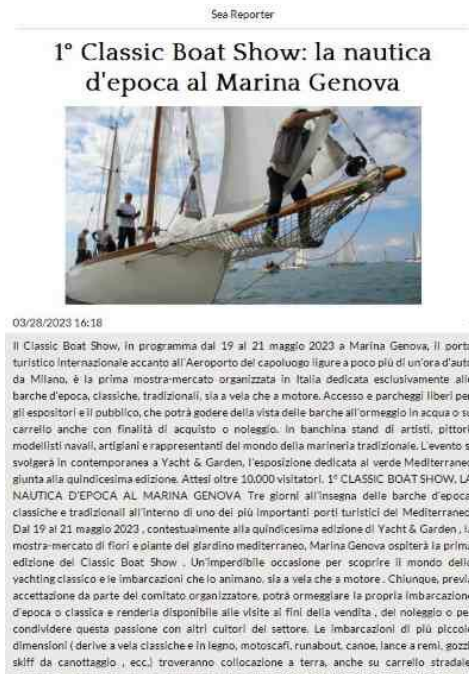 Sea Reporter
1° Classic Boat Show: la nautica
d'epoca al Marina Genova
03/28/2023 16:18
Il Classic Boat Show, in programma dal 19 al 21 maggio 2023 a Marina Genova, il porto
turistico internazionale accanto all'Aeroporto del capoluogo ligure a poco più di un'ora d'auto
da Milano, è la prima mostra-mercato organizzata in Italia dedicata esclusivamente alle
barche d'epoca, classiche, tradizionali, sia a vela che a motore. Accesso e parcheggi liberi per
gli espositori e il pubblico, che potrà godere della vista delle barche all'ormeggio in acqua o su
carrello anche con finalità di acquisto o noleggio. In banchina stand di artisti, pittori,
modellisti navali, artigiani e rappresentanti del mondo della marineria tradizionale. L'evento si
svolgerà in contemporanea a Yacht & Garden, l'esposizione dedicata al verde Mediterraneo
giunta alla quindicesima edizione. Attesi oltre 10.000 visitatori. 1° CLASSIC BOAT SHOW, LA
NAUTICA D'EPOCA AL MARINA GENOVA Tre giorni all'insegna delle barche d'epoca,
classiche e tradizionali all'interno di uno dei più importanti porti turistici del Mediterraneo.
Dal 19 al 21 maggio 2023 , contestualmente alla quindicesima edizione di Yacht & Garden , la
mostra-mercato di fiori e piante del giardino mediterraneo, Marina Genova ospiterà la prima
edizione del Classic Boat Show . Un'imperdibile occasione per scoprire il mondo dello
yachting classico e le imbarcazioni che lo animano, sia a vela che a motore . Chiunque, previa
accettazione da parte del comitato organizzatore, potrà ormeggiare la propria imbarcazione
d'epoca o classica e renderla disponibile alle visite ai fini della vendita , del noleggio o per
condividere questa passione con altri cultori del settore. Le imbarcazioni di più piccole
dimensioni ( derive a vela classiche e in legno, motoscafi, runabout, canoe, lance a remi, gozzi,
skiff da canottaggio , ecc.) troveranno collocazione a terra, anche su carrello stradale